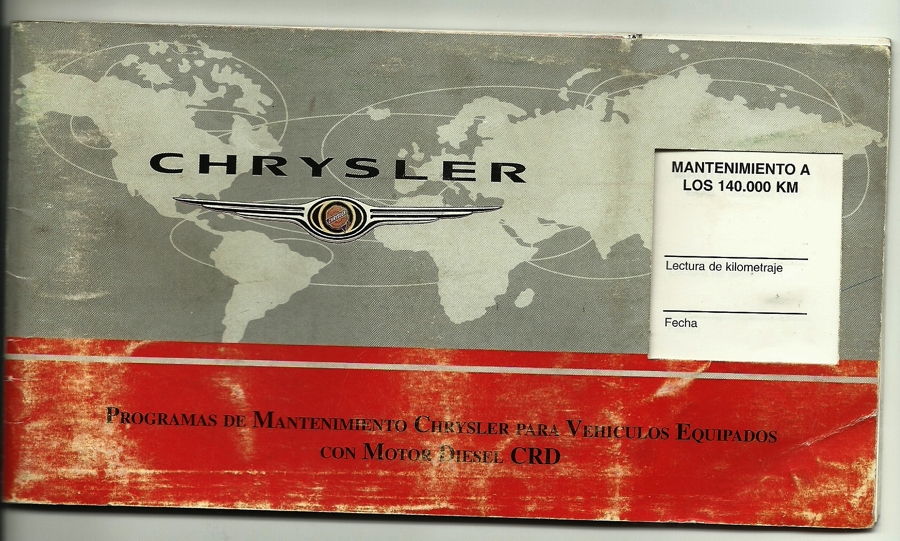 CHRYSLER
CHRYSLER
MANTENIMIENTO A
LOS 140.000 KM
Lectura de kilometraje
Fecha
PROGRAMAS DE MANTENIMIENTO CHRYSLER PARA VEHICULOS EQUIPADOS
CON MOTOR DIESEL CRD